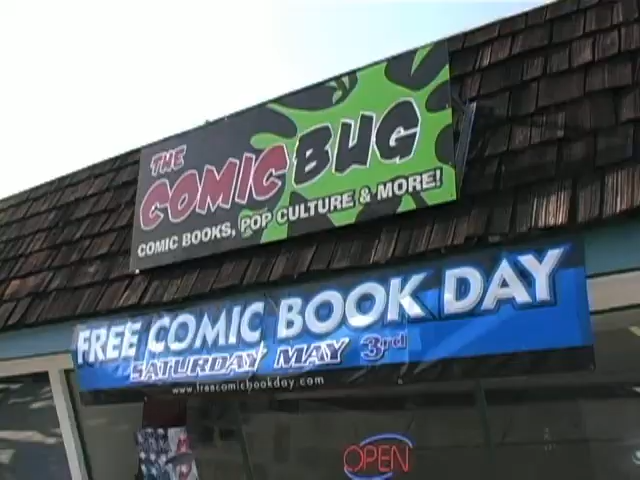 THE
COMIC BUG
COMIC BOOKS, POP CULTURE & MORE!
FREE COMIC BOOK DAY
SATURDAY MAY 3rd
www.freecomicbookday.com
OPEN